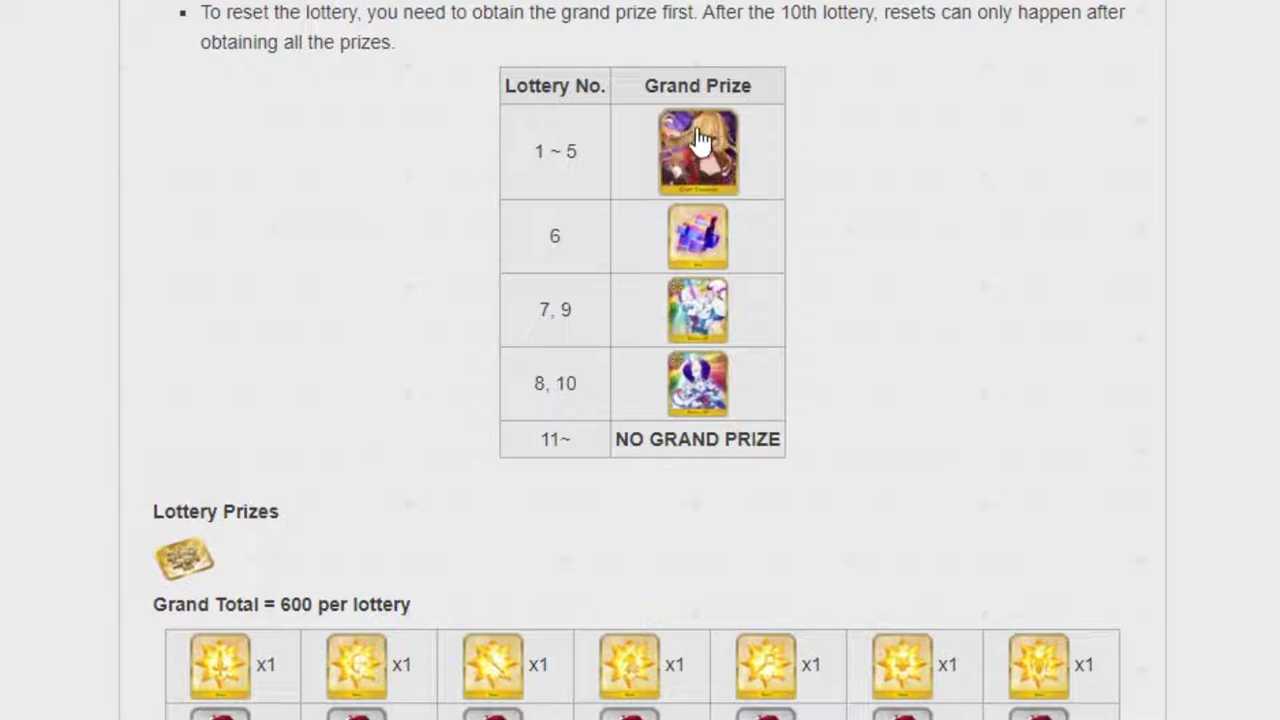 To reset the lottery, you need to obtain the grand prize first. After the 10th lottery, resets can only happen after
obtaining all the prizes.
Lottery No. Grand Prize
1 ~ 5
6
7, 9
8, 10
11~ NO GRAND PRIZE
Lottery Prizes
Grand Total = 600 per lottery
x1 x1 x1 x1 x1 x1 x1